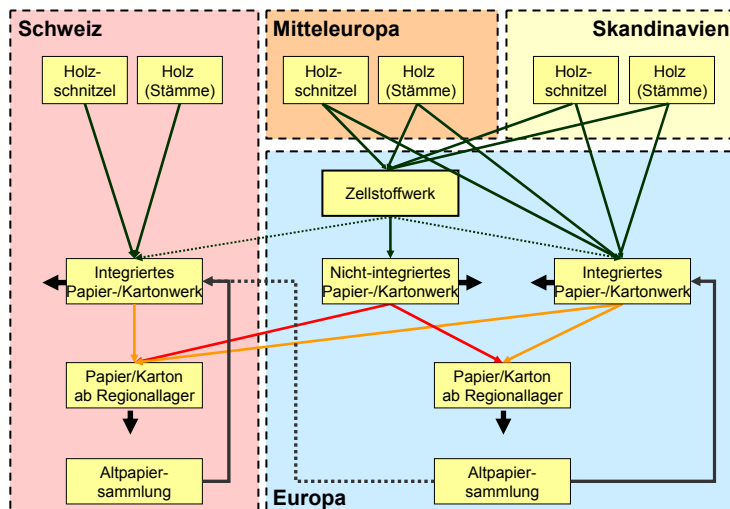 Schweiz
Mitteleuropa
Skandinavien
Holz-
schnitzel
Holz
(Stämme)
Holz-
schnitzel
Holz
(Stämme)
Holz-
schnitzel
Holz
(Stämme)
Zellstoffwerk
Integriertes
Papier-/Kartonwerk
Nicht-integriertes
Papier-/Kartonwerk
Integriertes
Papier-/Kartonwerk
Papier/Karton
ab Regionallager
Papier/Karton
ab Regionallager
Altpapier-
sammlung
Altpapier-
sammlung
Europa